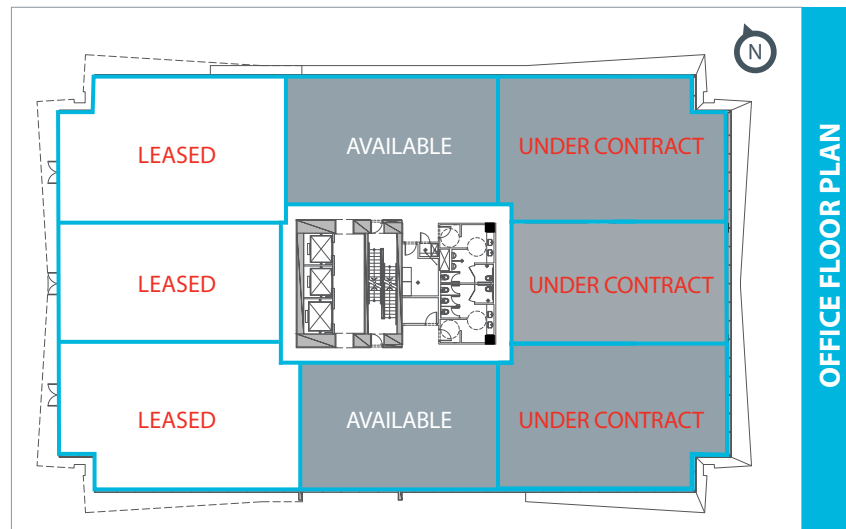 N
LEASED
AVAILABLE
UNDER CONTRACT
LEASED
UNDER CONTRACT
LEASED
AVAILABLE
UNDER CONTRACT
OFFICE FLOOR PLAN